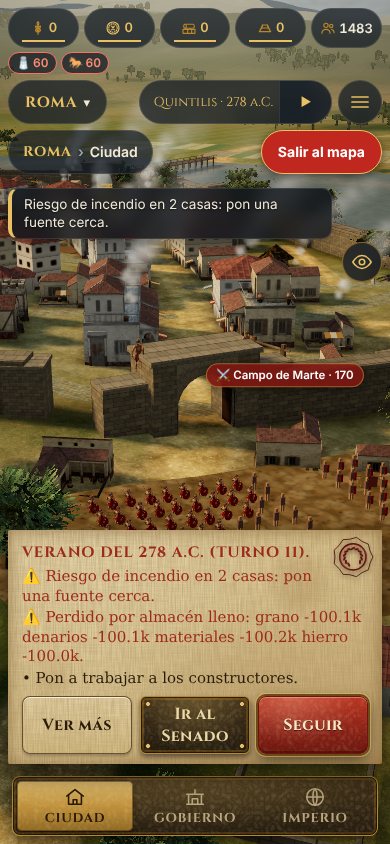 0 0 0 0 1483
60 60
ROMA ▾ QUINTILIS · 278 A.C.
ROMA › Ciudad Salir al mapa
Riesgo de incendio en 2 casas: pon una
fuente cerca.
⚔ Campo de Marte · 170
VERANO DEL 278 A.C. (TURNO 11).
⚠ Riesgo de incendio en 2 casas: pon
una fuente cerca.
⚠ Perdido por almacén lleno: grano -100.1k
denarios -100.1k materiales -100.2k hierro
-100.0k.
• Pon a trabajar a los constructores.
VER MÁS
IR AL
SENADO
SEGUIR
CIUDAD GOBIERNO IMPERIO